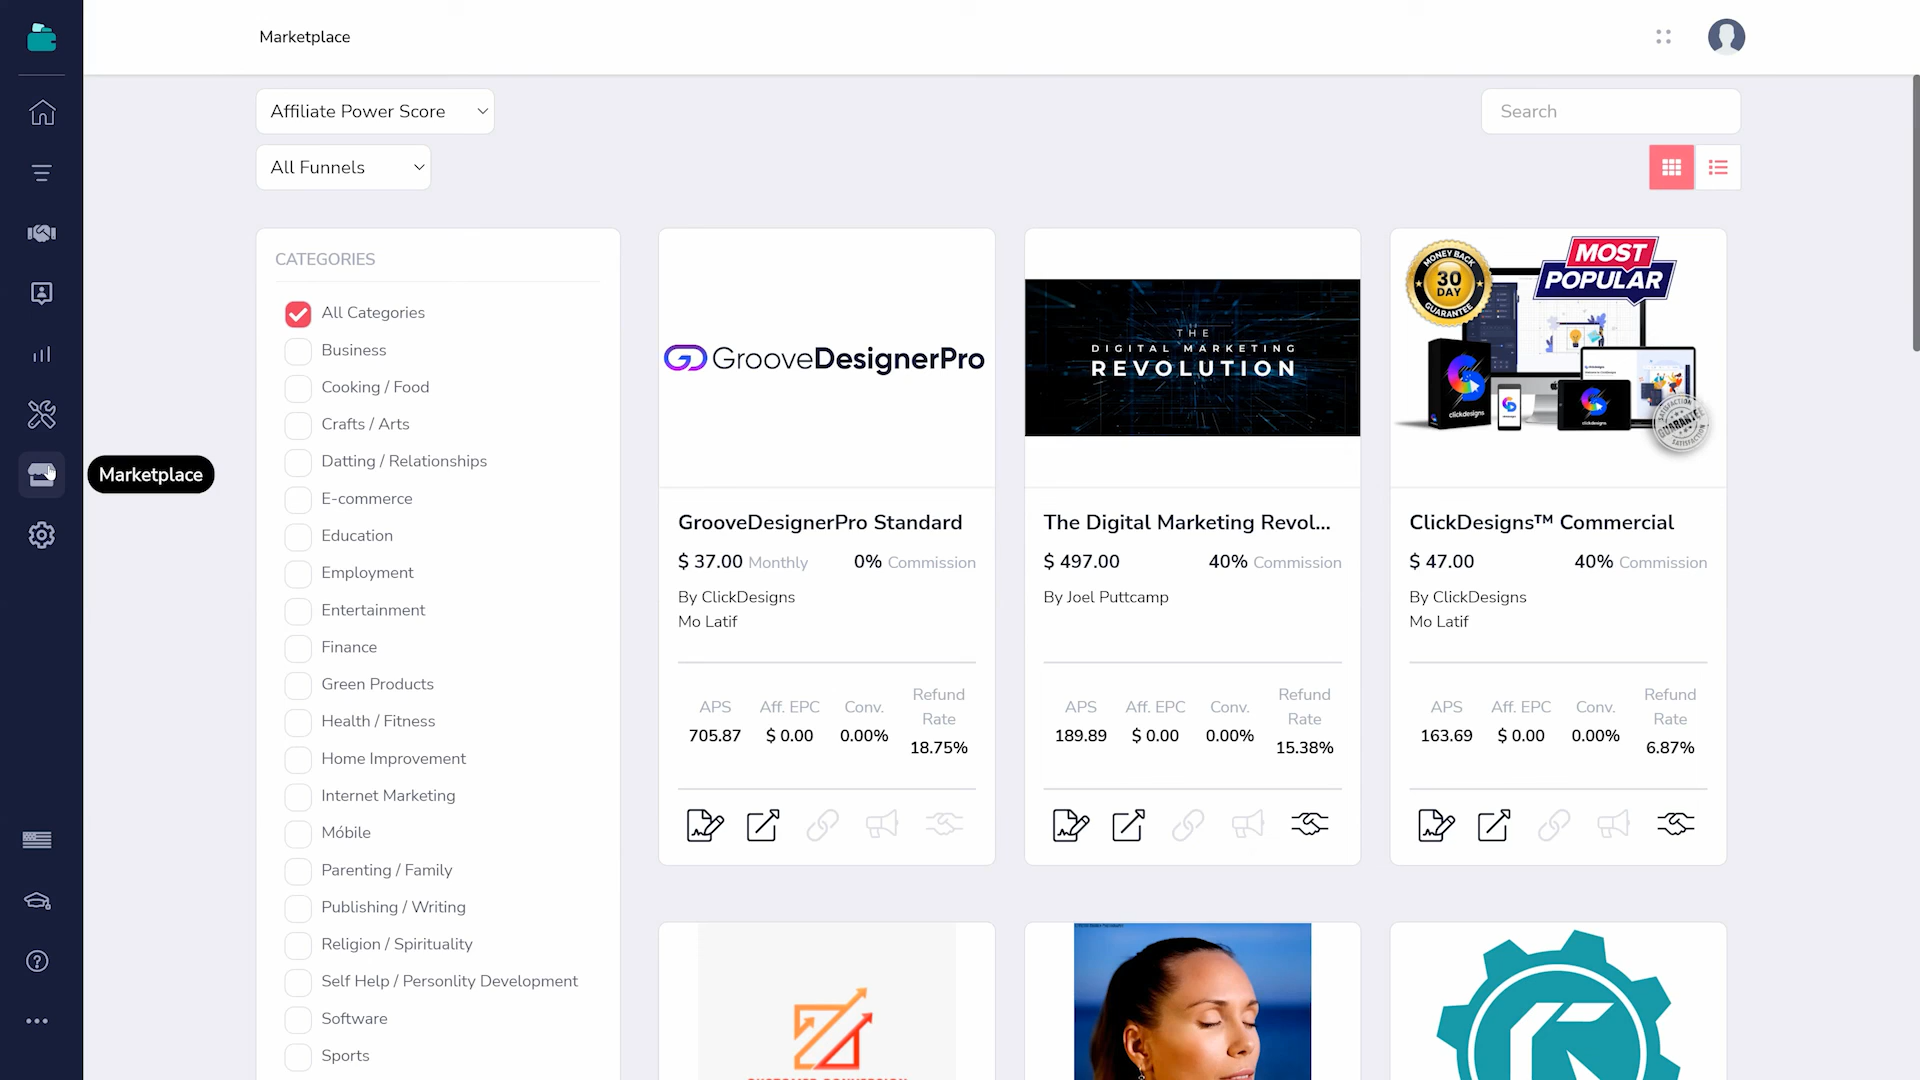 Marketplace
Affiliate Power Score
Search
All Funnels
Marketplace
CATEGORIES
All Categories
Business
Cooking / Food
Crafts / Arts
Datting / Relationships
E-commerce
Education
Employment
Entertainment
Finance
Green Products
Health / Fitness
Home Improvement
Internet Marketing
Móbile
Parenting / Family
Publishing / Writing
Religion / Spirituality
Self Help / Personlity Development
Software
Sports
GrooveDesignerPro
GrooveDesignerPro Standard
$ 37.00 Monthly 0% Commission
By ClickDesigns
Mo Latif
APS Aff. EPC Conv. Refund Rate
705.87 $ 0.00 0.00% 18.75%
THE
DIGITAL MARKETING
REVOLUTION
The Digital Marketing Revol...
$ 497.00 40% Commission
By Joel Puttcamp
APS Aff. EPC Conv. Refund Rate
189.89 $ 0.00 0.00% 15.38%
MONEY BACK
30
DAY
GUARANTEE
MOST
POPULAR
clickdesigns
clickdesigns
GUARANTEE
SATISFACTION
ClickDesigns™ Commercial
$ 47.00 40% Commission
By ClickDesigns
Mo Latif
APS Aff. EPC Conv. Refund Rate
163.69 $ 0.00 0.00% 6.87%
CUSTOMER CONVERSION